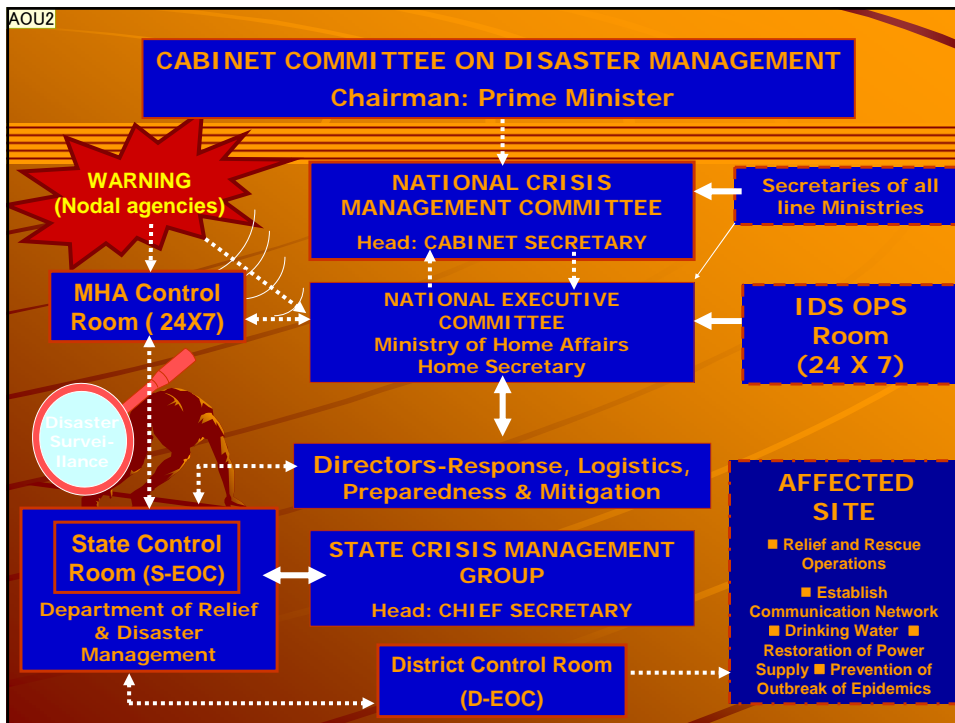 AOU2
CABINET COMMITTEE ON DISASTER MANAGEMENT
Chairman: Prime Minister
WARNING
(Nodal agencies)
NATIONAL CRISIS
MANAGEMENT COMMITTEE
Head: CABINET SECRETARY
Secretaries of all
line Ministries
MHA Control
Room ( 24X7)
NATIONAL EXECUTIVE
COMMITTEE
Ministry of Home Affairs
Home Secretary
IDS OPS
Room
(24 X 7)
Disaster
Survei-
llance
Directors-Response, Logistics,
Preparedness & Mitigation
State Control
Room (S-EOC)
Department of Relief
& Disaster
Management
STATE CRISIS MANAGEMENT
GROUP
Head: CHIEF SECRETARY
District Control Room
(D-EOC)
AFFECTED
SITE
■ Relief and Rescue
Operations
■ Establish
Communication Network
■ Drinking Water ■
Restoration of Power
Supply ■ Prevention of
Outbreak of Epidemics